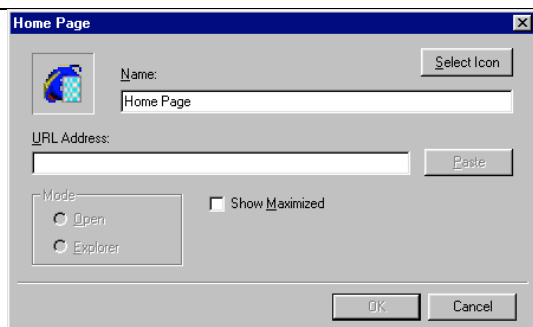 Home Page
Select Icon
Name:
Home Page
URL Address:
Paste
Mode
Show Maximized
Open
Explorer
OK
Cancel